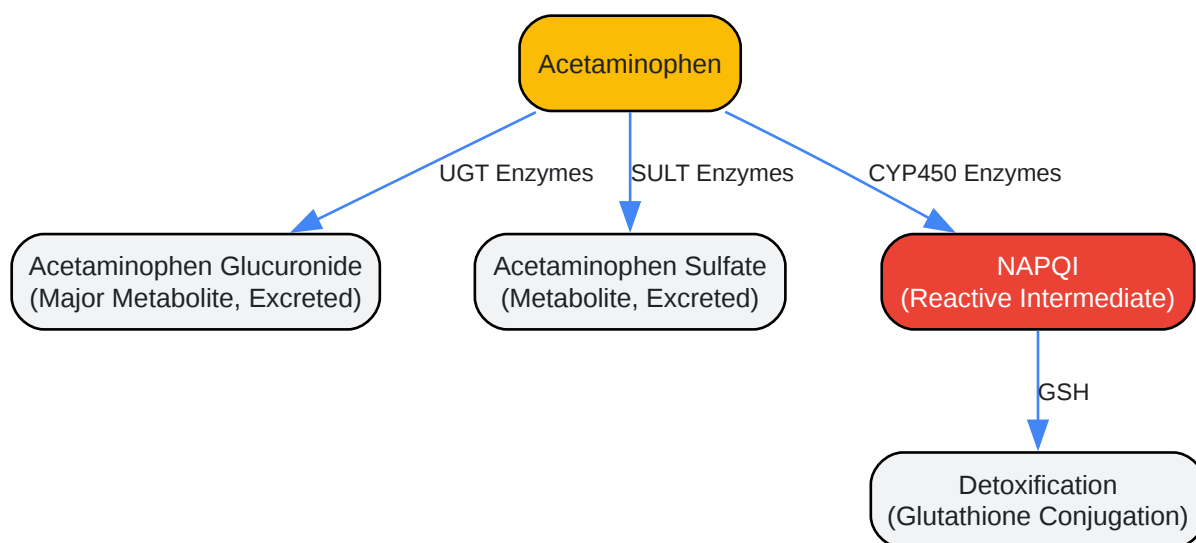 Acetaminophen
UGT Enzymes
SULT Enzymes
CYP450 Enzymes
Acetaminophen Glucuronide
(Major Metabolite, Excreted)
Acetaminophen Sulfate
(Metabolite, Excreted)
NAPQI
(Reactive Intermediate)
GSH
Detoxification
(Glutathione Conjugation)